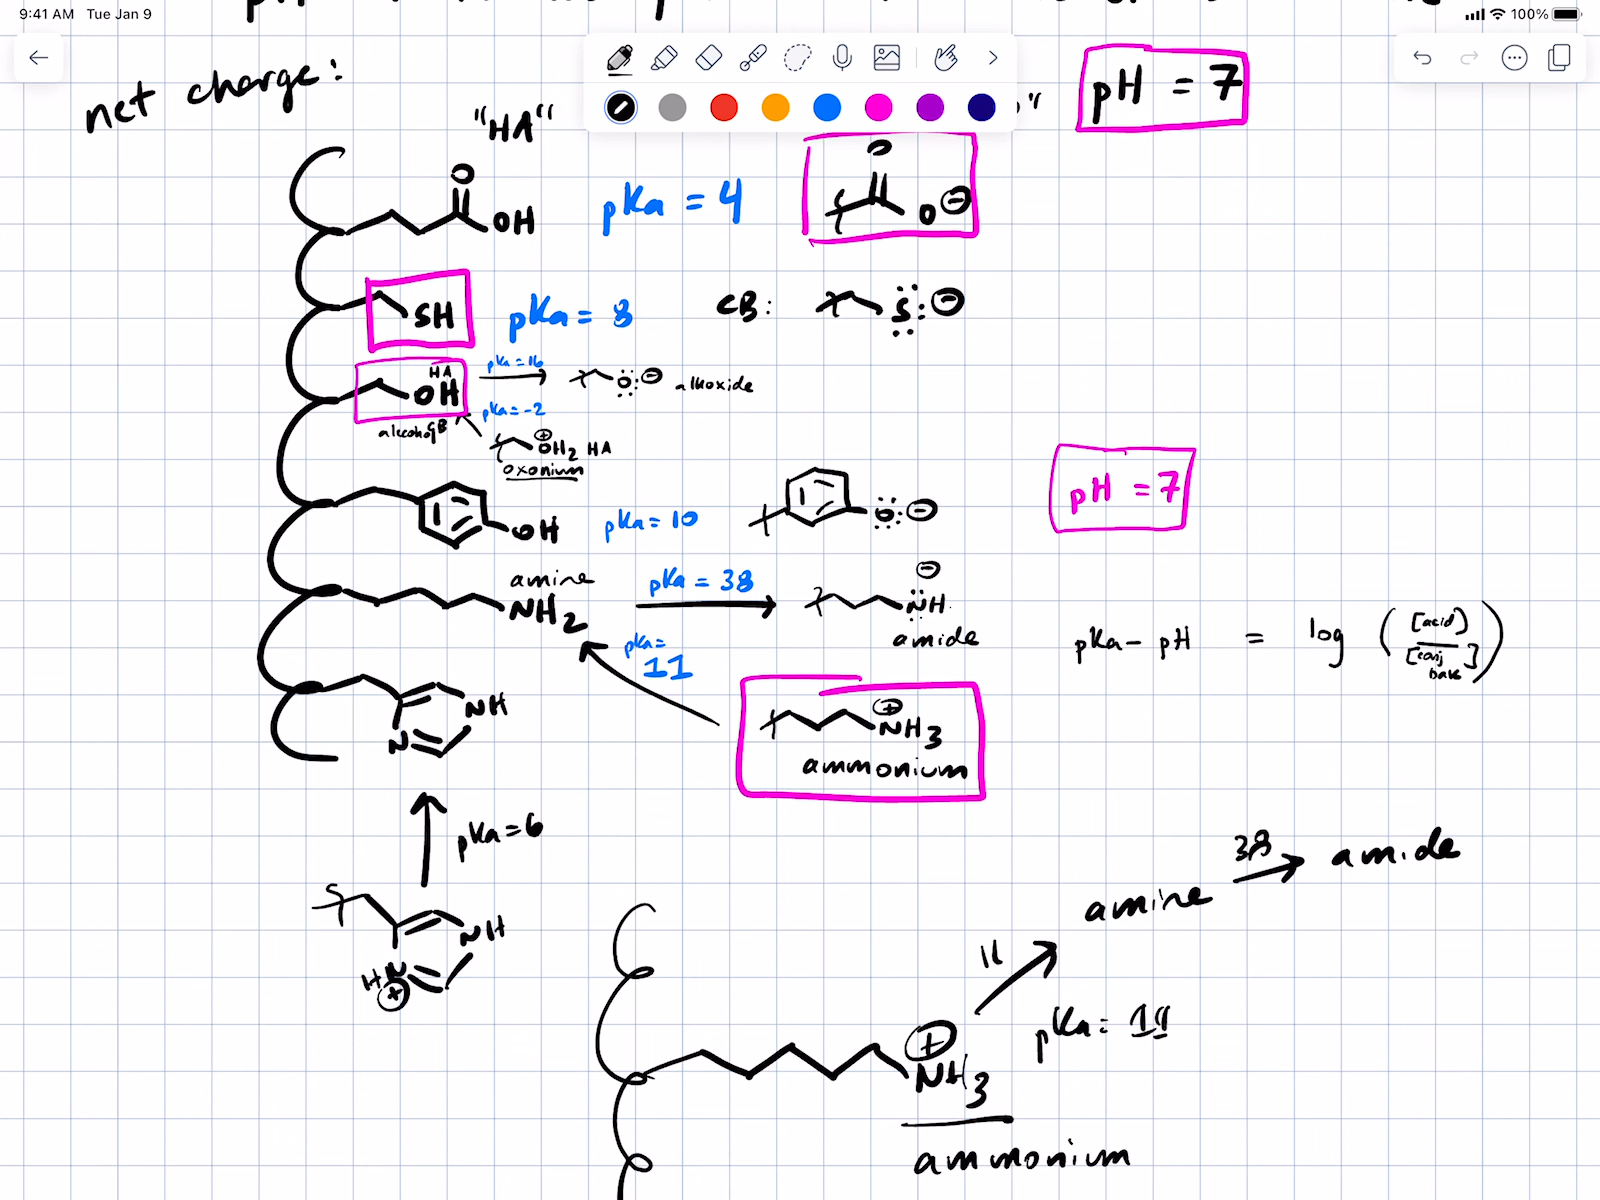 9:41 AM Tue Jan 9
100%
net charge:
"HA"
pH = 7
O
OH
pKa = 4
O
O ⊖
SH
pKa = 8
CB:
S: ⊖
HA
OH
alcohol
CB
pKa = 16
O: ⊖
alkoxide
pKa = -2
⊕
OH2 HA
oxonium
OH
pKa = 10
O: ⊖
pH = 7
amine
NH2
pKa = 38
⊖
NH
amide
pKa =
11
pKa - pH = log ([acid]/[conj base])
NH
N
⊕
NH3
ammonium
pKa = 6
NH
HN
⊕
amine
38
amide
11
pKa = 11
⊕
NH3
ammonium